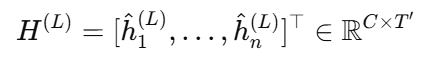 H^{(L)} = [\hat{h}_1^{(L)}, \ldots, \hat{h}_n^{(L)}]^\top \in \mathbb{R}^{C \times T'}